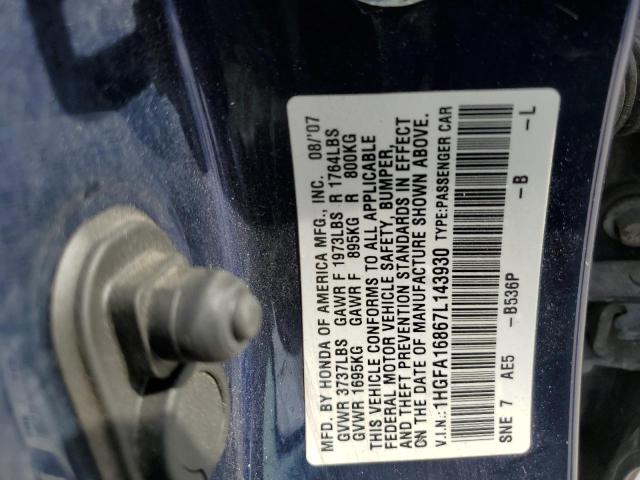 MFD. BY HONDA OF AMERICA MFG., INC. 08/'07
GVWR 3737LBS GAWR F 1973LBS R 1764LBS
GVWR 1695KG GAWR F 895KG R 800KG
THIS VEHICLE CONFORMS TO ALL APPLICABLE
FEDERAL MOTOR VEHICLE SAFETY, BUMPER,
AND THEFT PREVENTION STANDARDS IN EFFECT
ON THE DATE OF MANUFACTURE SHOWN ABOVE.
V.I.N.: 1HGFA16867L143930 TYPE:PASSENGER CAR
SNE 7 AE5 -B536P -B -L